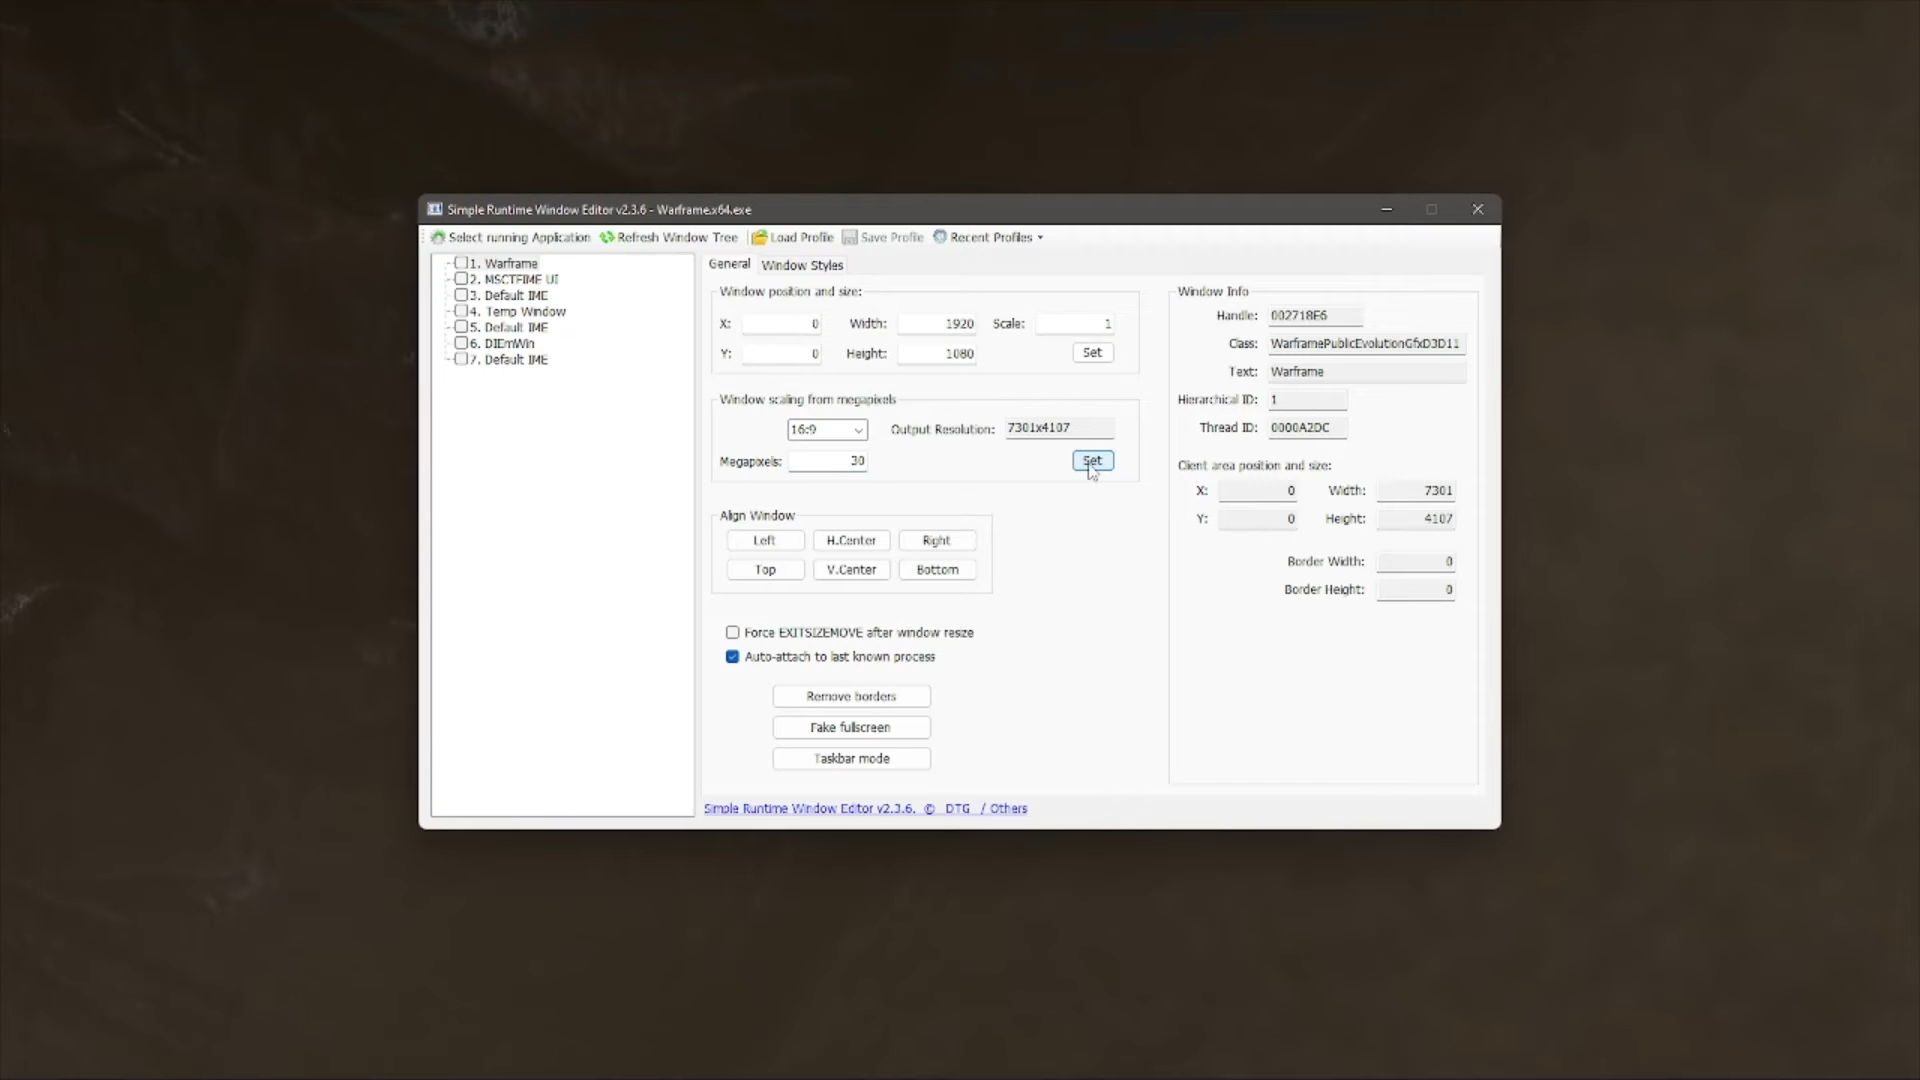 Simple Runtime Window Editor v2.3.6 - Warframe.x64.exe
Select running Application Refresh Window Tree Load Profile Save Profile Recent Profiles
1. Warframe
2. MSCTFIME UI
3. Default IME
4. Temp Window
5. Default IME
6. DIEmWin
7. Default IME
General Window Styles
Window position and size:
X: 0 Width: 1920 Scale: 1
Y: 0 Height: 1080 Set
Window scaling from megapixels
16:9 Output Resolution: 7301x4107
Megapixels: 30 Set
Align Window
Left H.Center Right
Top V.Center Bottom
Force EXITSIZEMOVE after window resize
Auto-attach to last known process
Remove borders
Fake fullscreen
Taskbar mode
Simple Runtime Window Editor v2.3.6. © DTG / Others
Window Info
Handle: 002718E6
Class: WarframePublicEvolutionGfxD3D11
Text: Warframe
Hierarchical ID: 1
Thread ID: 0000A2DC
Client area position and size:
X: 0 Width: 7301
Y: 0 Height: 4107
Border Width: 0
Border Height: 0